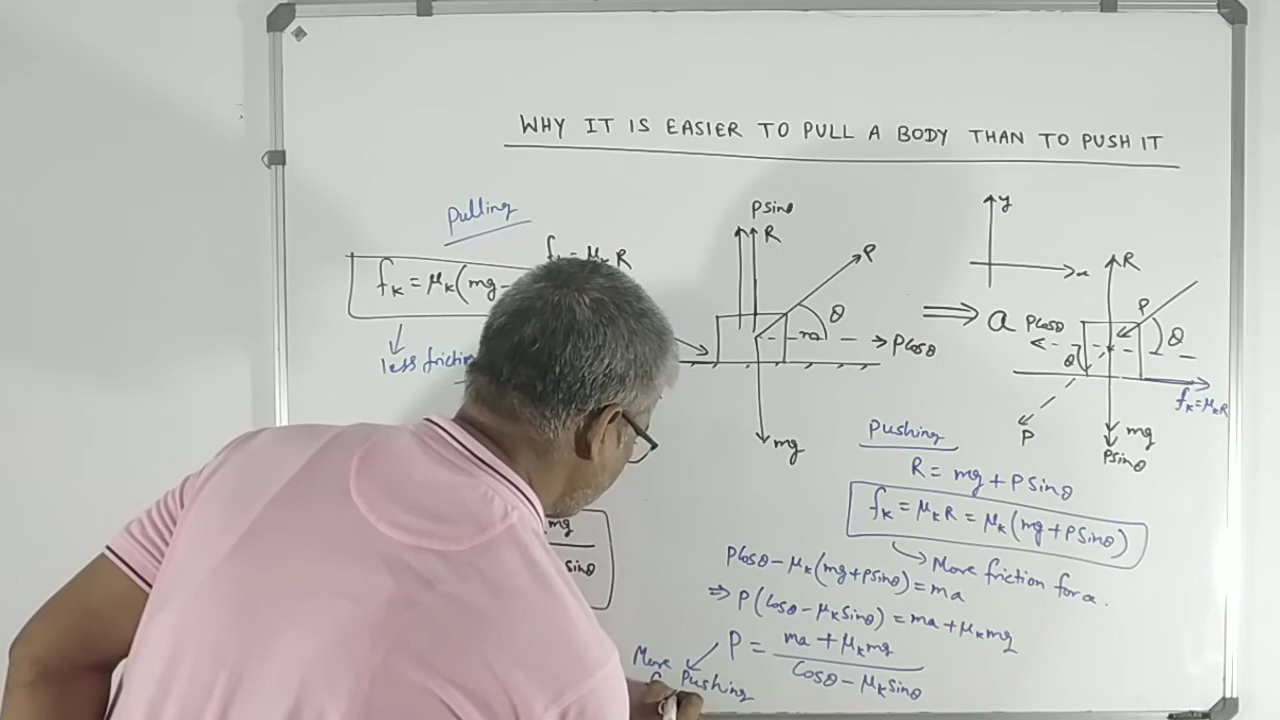 WHY IT IS EASIER TO PULL A BODY THAN TO PUSH IT
Pulling
fK = μK(mg-
less friction
R
Psinθ
R
P
θ
m
Pcosθ
mg
⇒ a
y
x
R
P
θ
Pcosθ
θ
P
fK=μKR
mg
Psinθ
Pushing
R = mg + PSinθ
fK = μKR = μK(mg+PSinθ)
More friction for a.
PCosθ - μK(mg+Psinθ) = ma
⇒ P(Cosθ - μKSinθ) = ma + μKmg
P = ma + μKmg
Cosθ - μKSinθ
More Pushing
mg
sinθ